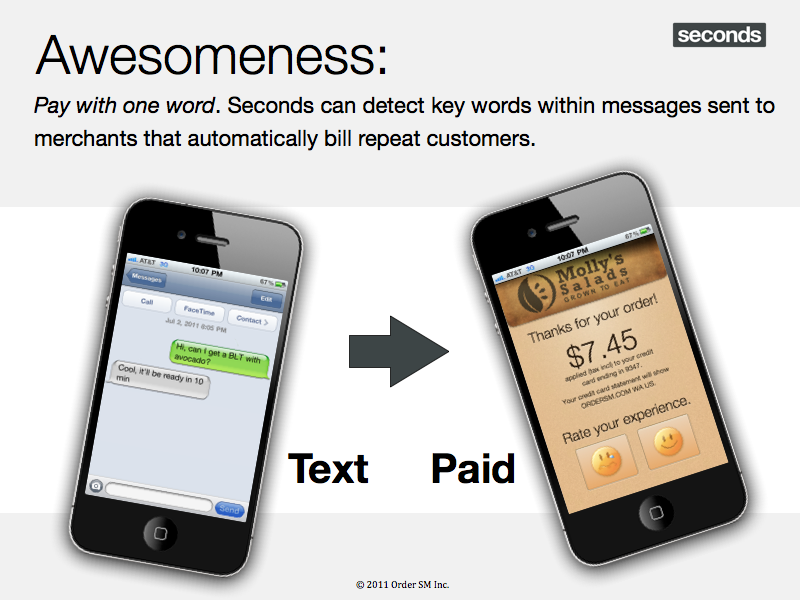 seconds
Awesomeness:
Pay with one word. Seconds can detect key words within messages sent to
merchants that automatically bill repeat customers.
AT&T 3G 10:07 PM 67%
Messages Edit
Call FaceTime Contact >
Jul 2, 2011 8:05 PM
Hi, can I get a BLT with
avocado?
Cool, it'll be ready in 10
min
Send
Text Paid
AT&T 3G 10:07 PM 67%
Molly's
Salads
GROWN TO EAT
Thanks for your order!
$7.45
applied (tax incl) to your credit
card ending in 9347.
Your credit card statement will show
ORDERSM.COM WA US.
Rate your experience.
© 2011 Order SM Inc.